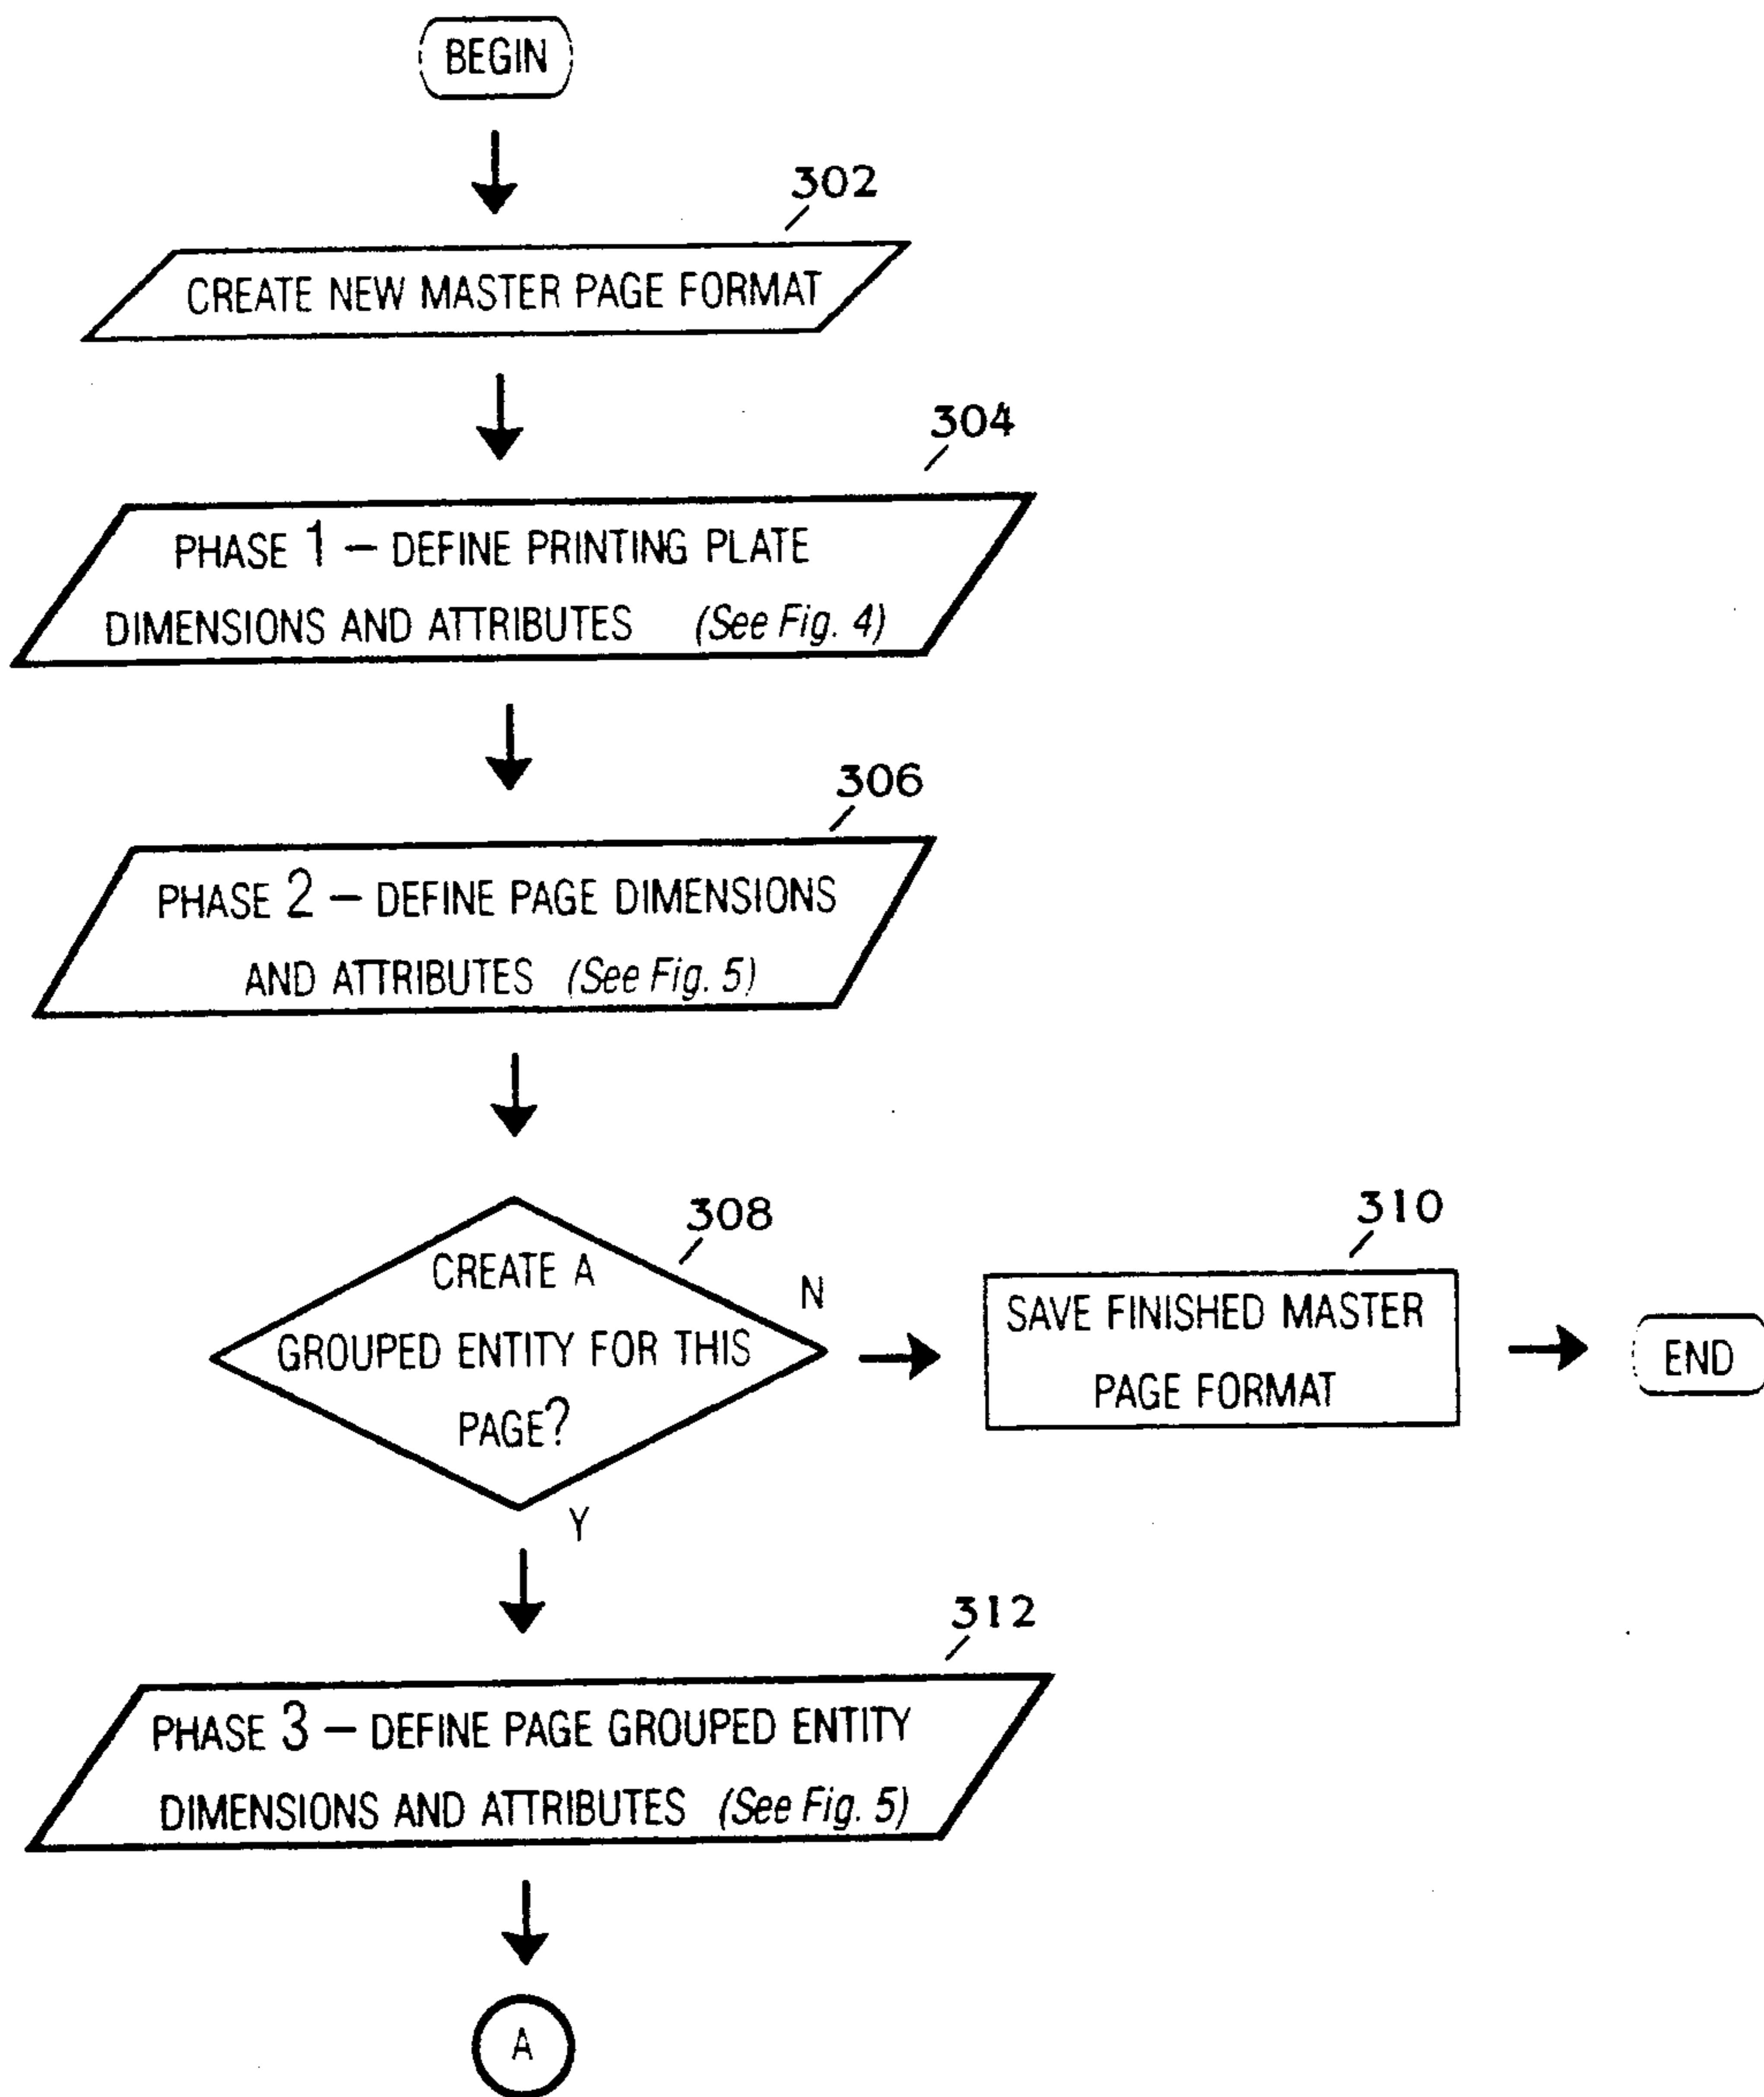 BEGIN
302
CREATE NEW MASTER PAGE FORMAT
304
PHASE 1 – DEFINE PRINTING PLATE
DIMENSIONS AND ATTRIBUTES (See Fig. 4)
306
PHASE 2 – DEFINE PAGE DIMENSIONS
AND ATTRIBUTES (See Fig. 5)
308
CREATE A
GROUPED ENTITY FOR THIS
PAGE?
N
310
SAVE FINISHED MASTER
PAGE FORMAT
END
Y
312
PHASE 3 – DEFINE PAGE GROUPED ENTITY
DIMENSIONS AND ATTRIBUTES (See Fig. 5)
A